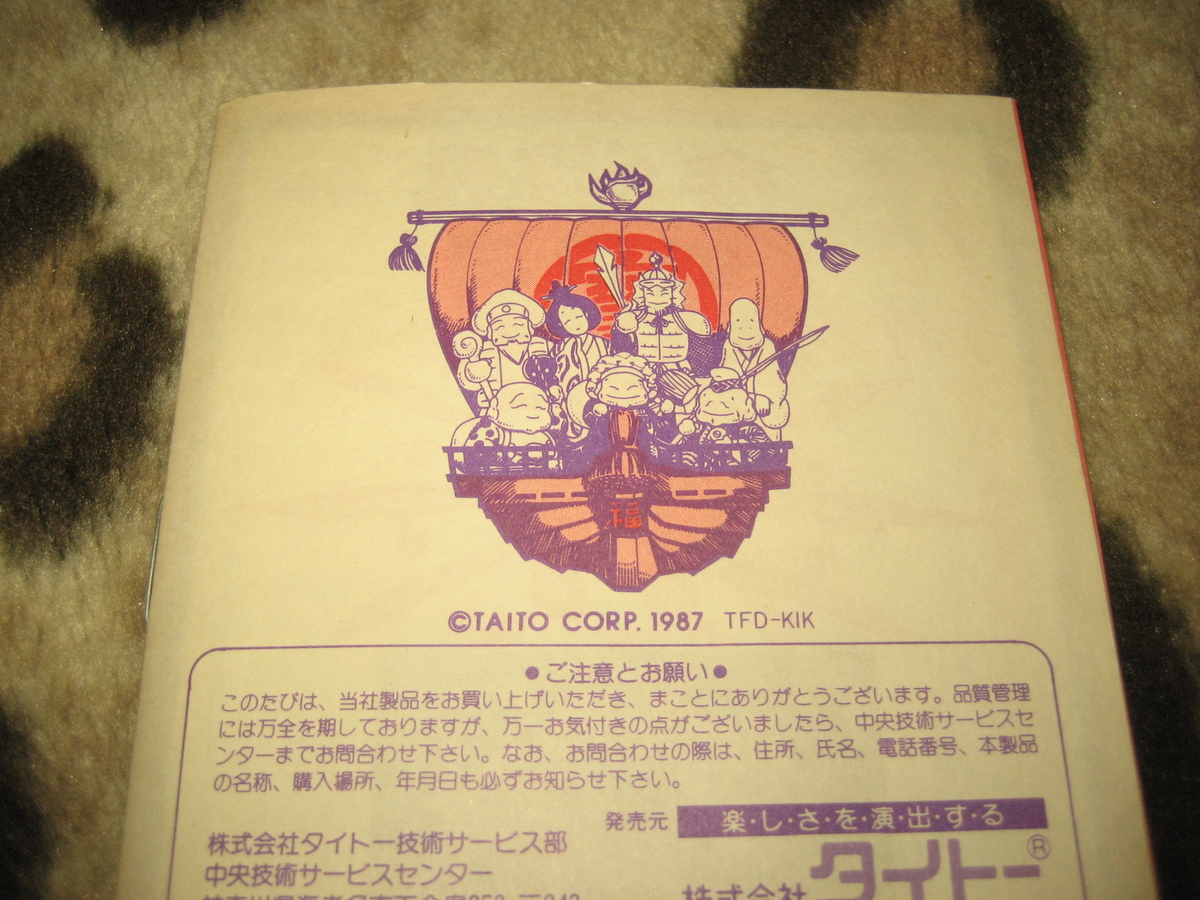 福
©TAITO CORP. 1987 TFD-KIK
●ご注意とお願い●
このたびは、当社製品をお買い上げいただき、まことにありがとうございます。品質管理
には万全を期しておりますが、万一お気付きの点がございましたら、中央技術サービスセ
ンターまでお問合わせ下さい。なお、お問合わせの際は、住所、氏名、電話番号、本製品
の名称、購入場所、年月日も必ずお知らせ下さい。
発売元 楽・し・さ・を・演・出・す・る
株式会社タイトー技術サービス部
中央技術サービスセンター
株式会社 タイトー®